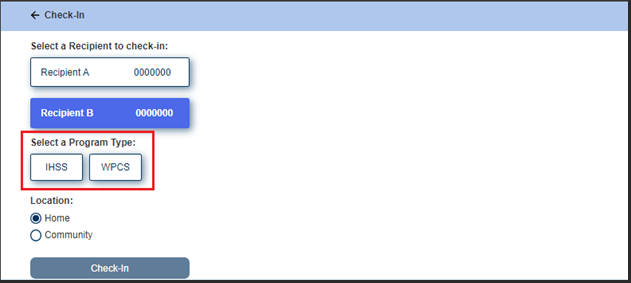 Check-In
Select a Recipient to check-in:
Recipient A 0000000
Recipient B 0000000
Select a Program Type:
IHSS WPCS
Location:
Home
Community
Check-In